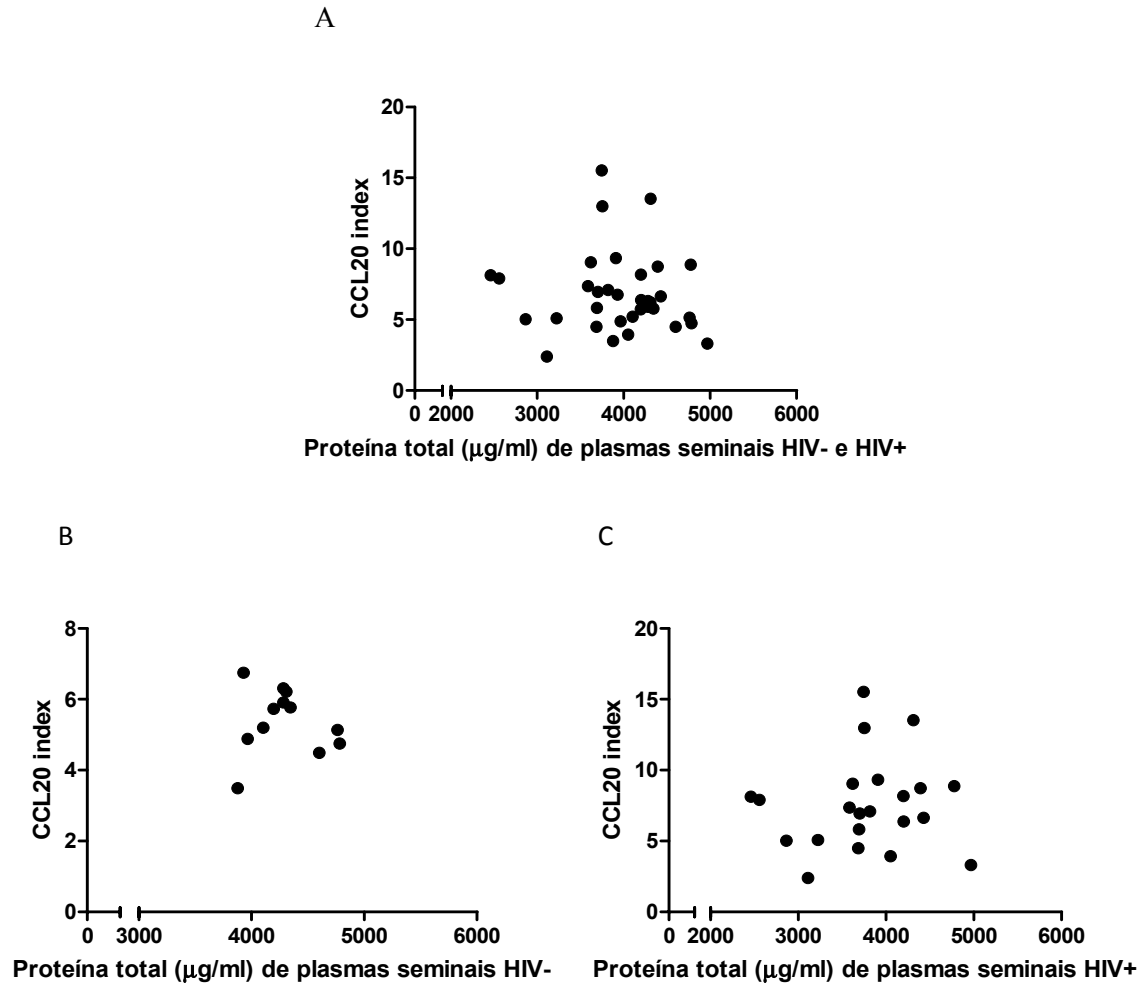 A
20
15
10
5
0
CCL20 index
0 2000 3000 4000 5000 6000
Proteína total (μg/ml) de plasmas seminais HIV- e HIV+
B
8
6
4
2
0
CCL20 index
0 3000 4000 5000 6000
Proteína total (μg/ml) de plasmas seminais HIV-
C
20
15
10
5
0
CCL20 index
0 2000 3000 4000 5000 6000
Proteína total (μg/ml) de plasmas seminais HIV+